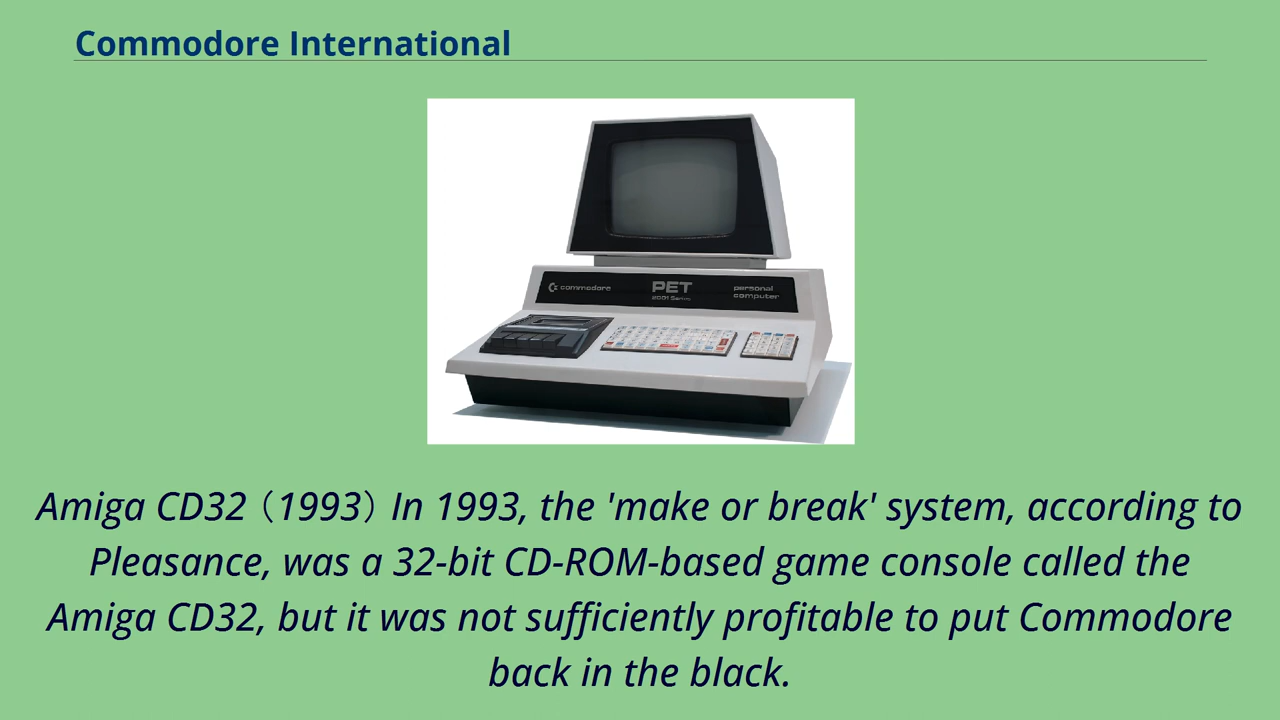 Commodore International
commodore
PET
2001 Series
personal
computer
Amiga CD32（1993）In 1993, the 'make or break' system, according to
Pleasance, was a 32-bit CD-ROM-based game console called the
Amiga CD32, but it was not sufficiently profitable to put Commodore
back in the black.